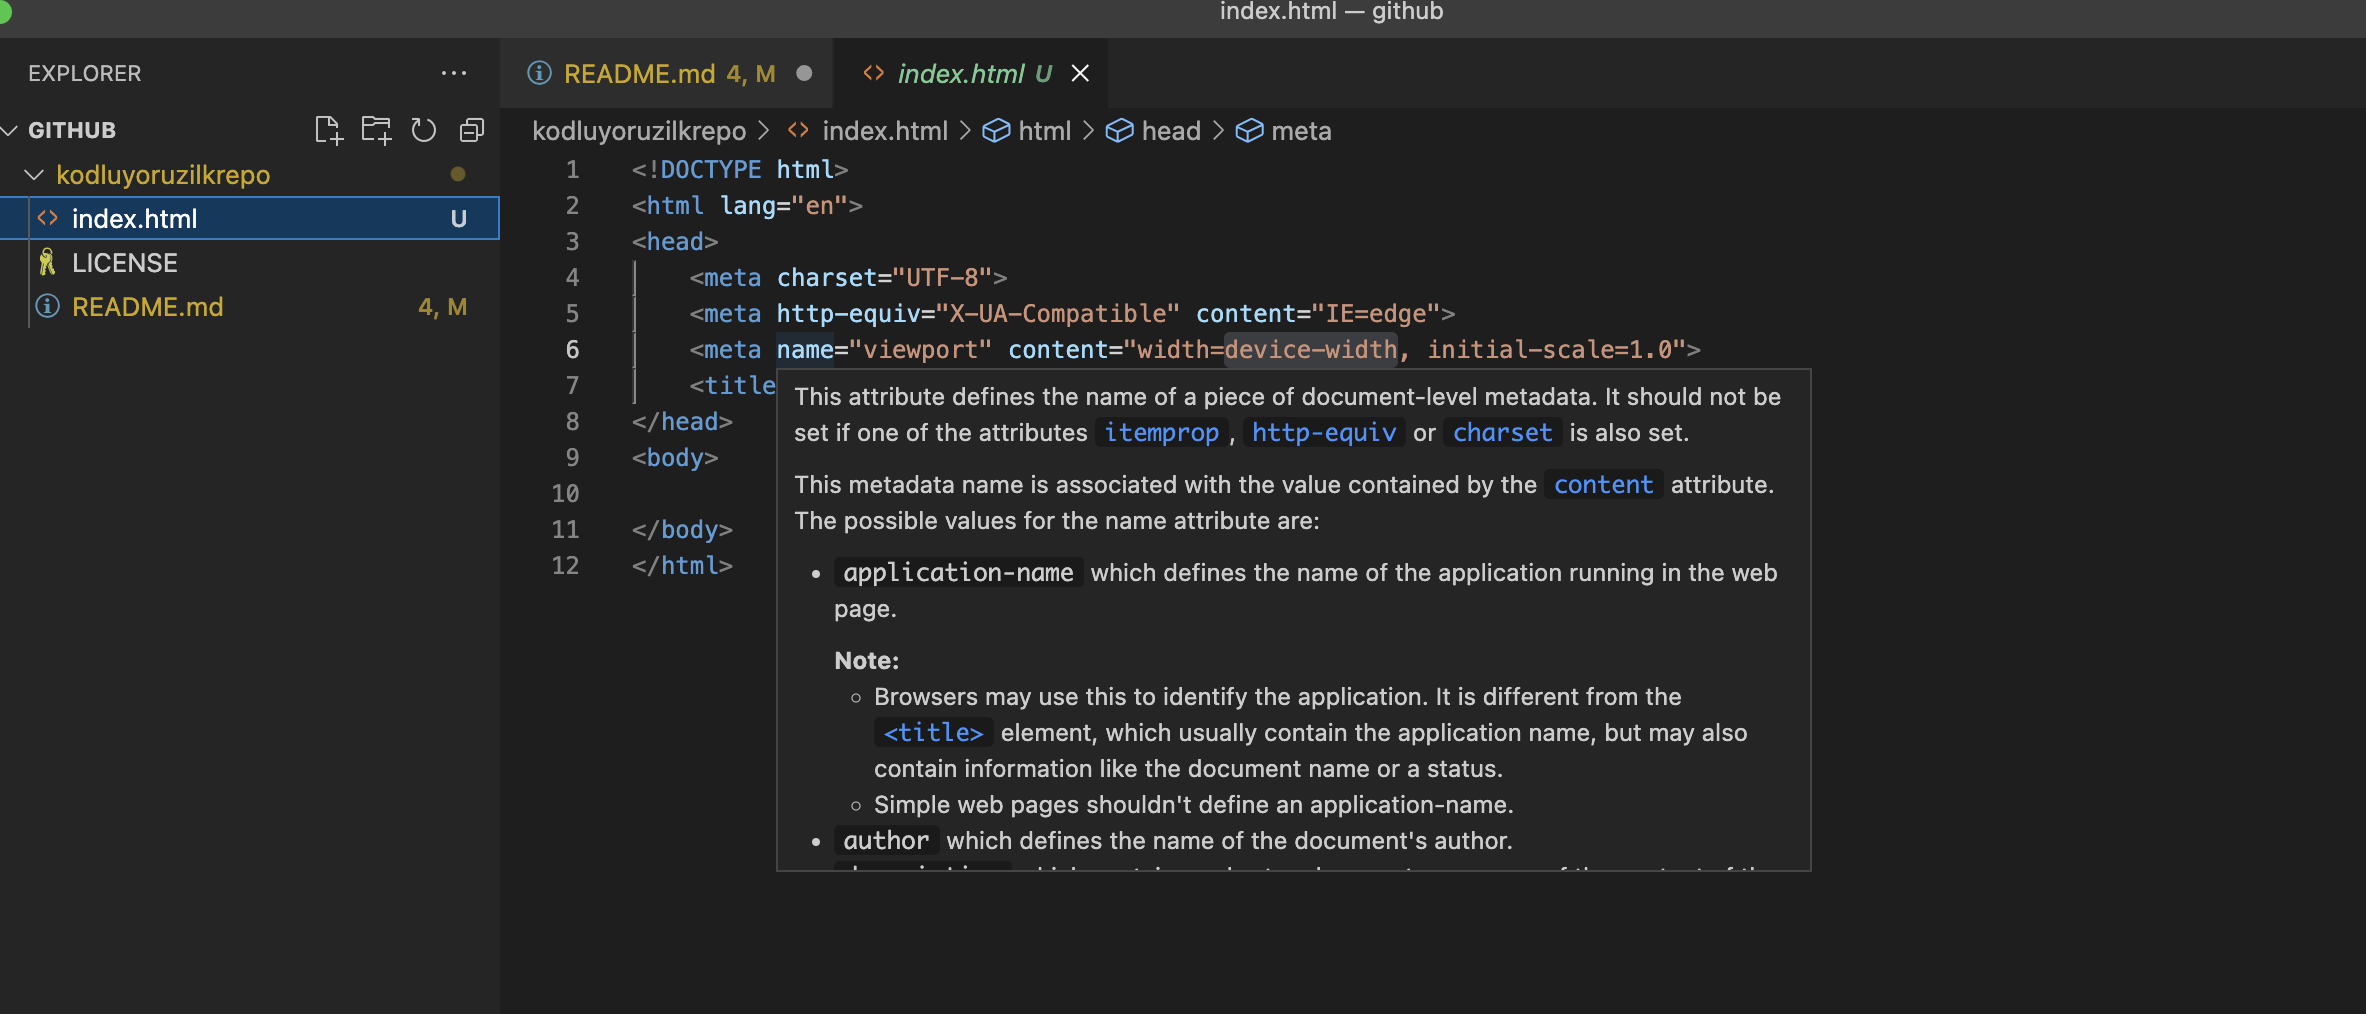 index.html — github
EXPLORER
README.md 4, M
index.html U
GITHUB
kodluyoruzilkrepo
index.html U
LICENSE
README.md 4, M
kodluyoruzilkrepo > index.html > html > head > meta
1 <!DOCTYPE html>
2 <html lang="en">
3 <head>
4 <meta charset="UTF-8">
5 <meta http-equiv="X-UA-Compatible" content="IE=edge">
6 <meta name="viewport" content="width=device-width, initial-scale=1.0">
7 <title
8 </head>
9 <body>
10
11 </body>
12 </html>
This attribute defines the name of a piece of document-level metadata. It should not be
set if one of the attributes itemprop, http-equiv or charset is also set.
This metadata name is associated with the value contained by the content attribute.
The possible values for the name attribute are:
• application-name which defines the name of the application running in the web
page.
Note:
◦ Browsers may use this to identify the application. It is different from the
<title> element, which usually contain the application name, but may also
contain information like the document name or a status.
◦ Simple web pages shouldn't define an application-name.
• author which defines the name of the document's author.